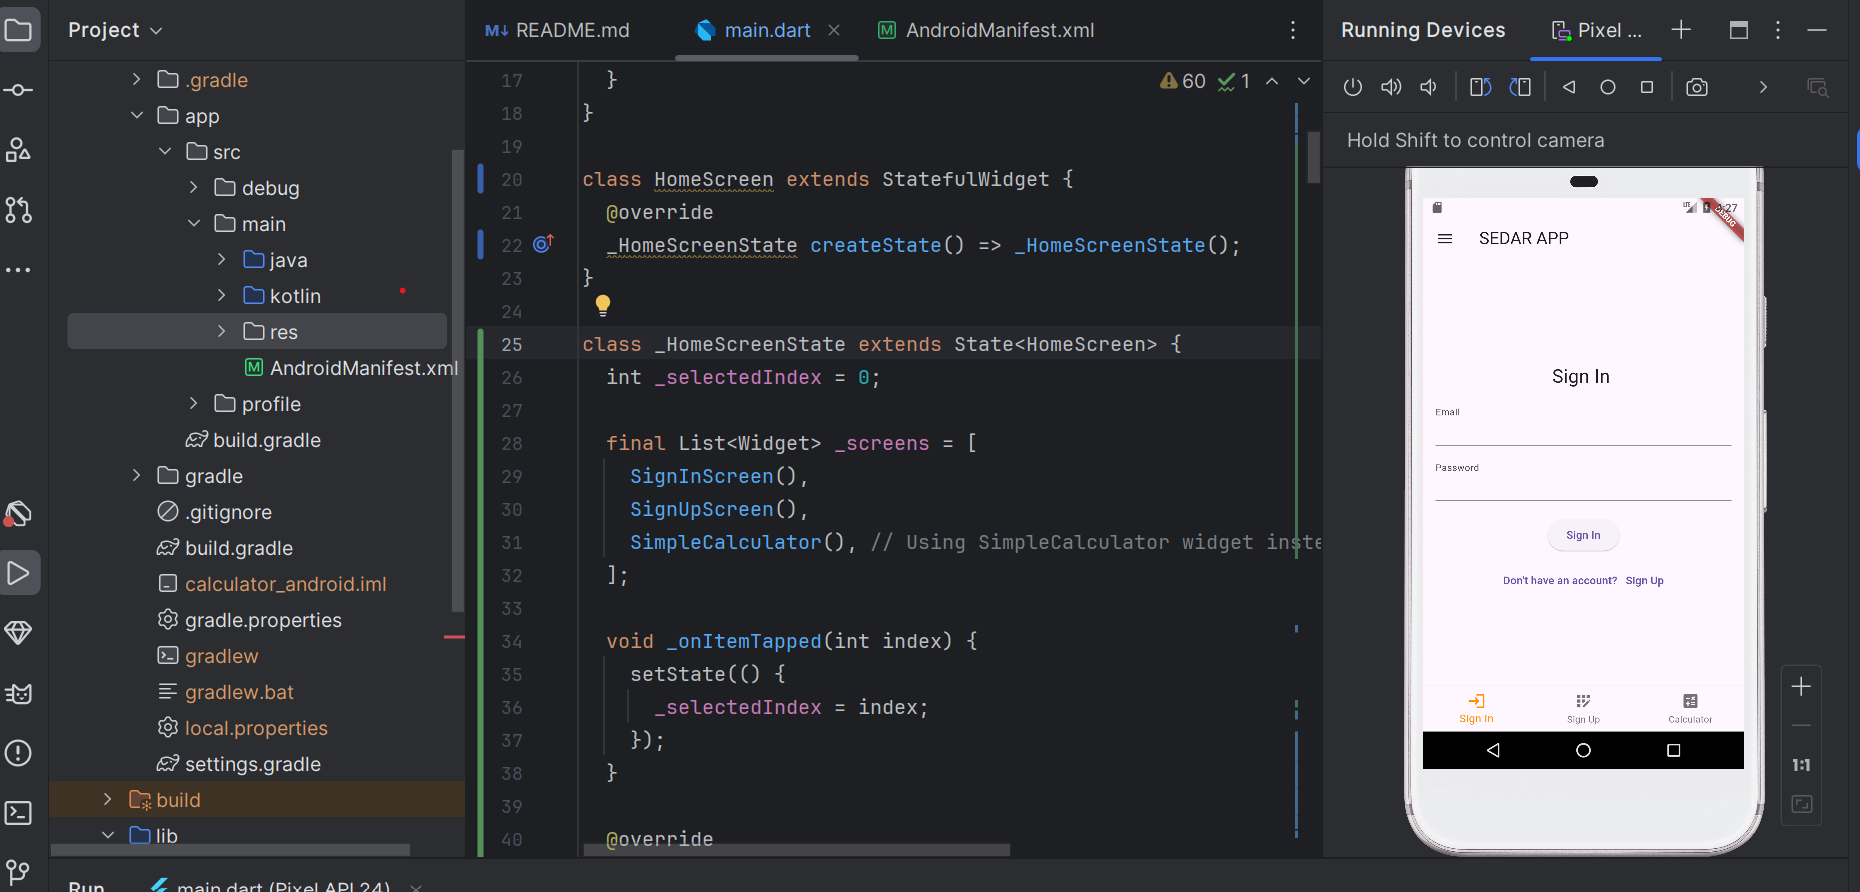 Project
README.md
main.dart
AndroidManifest.xml
Running Devices
Pixel ...
.gradle
app
src
debug
main
java
kotlin
res
AndroidManifest.xml
profile
build.gradle
gradle
.gitignore
build.gradle
calculator_android.iml
gradle.properties
gradlew
gradlew.bat
local.properties
settings.gradle
build
lib
60 1
17 }
18 }
19
20 class HomeScreen extends StatefulWidget {
21 @override
22 _HomeScreenState createState() => _HomeScreenState();
23 }
24
25 class _HomeScreenState extends State<HomeScreen> {
26 int _selectedIndex = 0;
27
28 final List<Widget> _screens = [
29 SignInScreen(),
30 SignUpScreen(),
31 SimpleCalculator(), // Using SimpleCalculator widget inste
32 ];
33
34 void _onItemTapped(int index) {
35 setState(() {
36 _selectedIndex = index;
37 });
38 }
39
40 @override
Hold Shift to control camera
LTE
:27
DEBUG
SEDAR APP
Sign In
Email
Password
Sign In
Don't have an account? Sign Up
Sign In
Sign Up
Calculator
1:1
Run
main.dart (Pixel API 24)